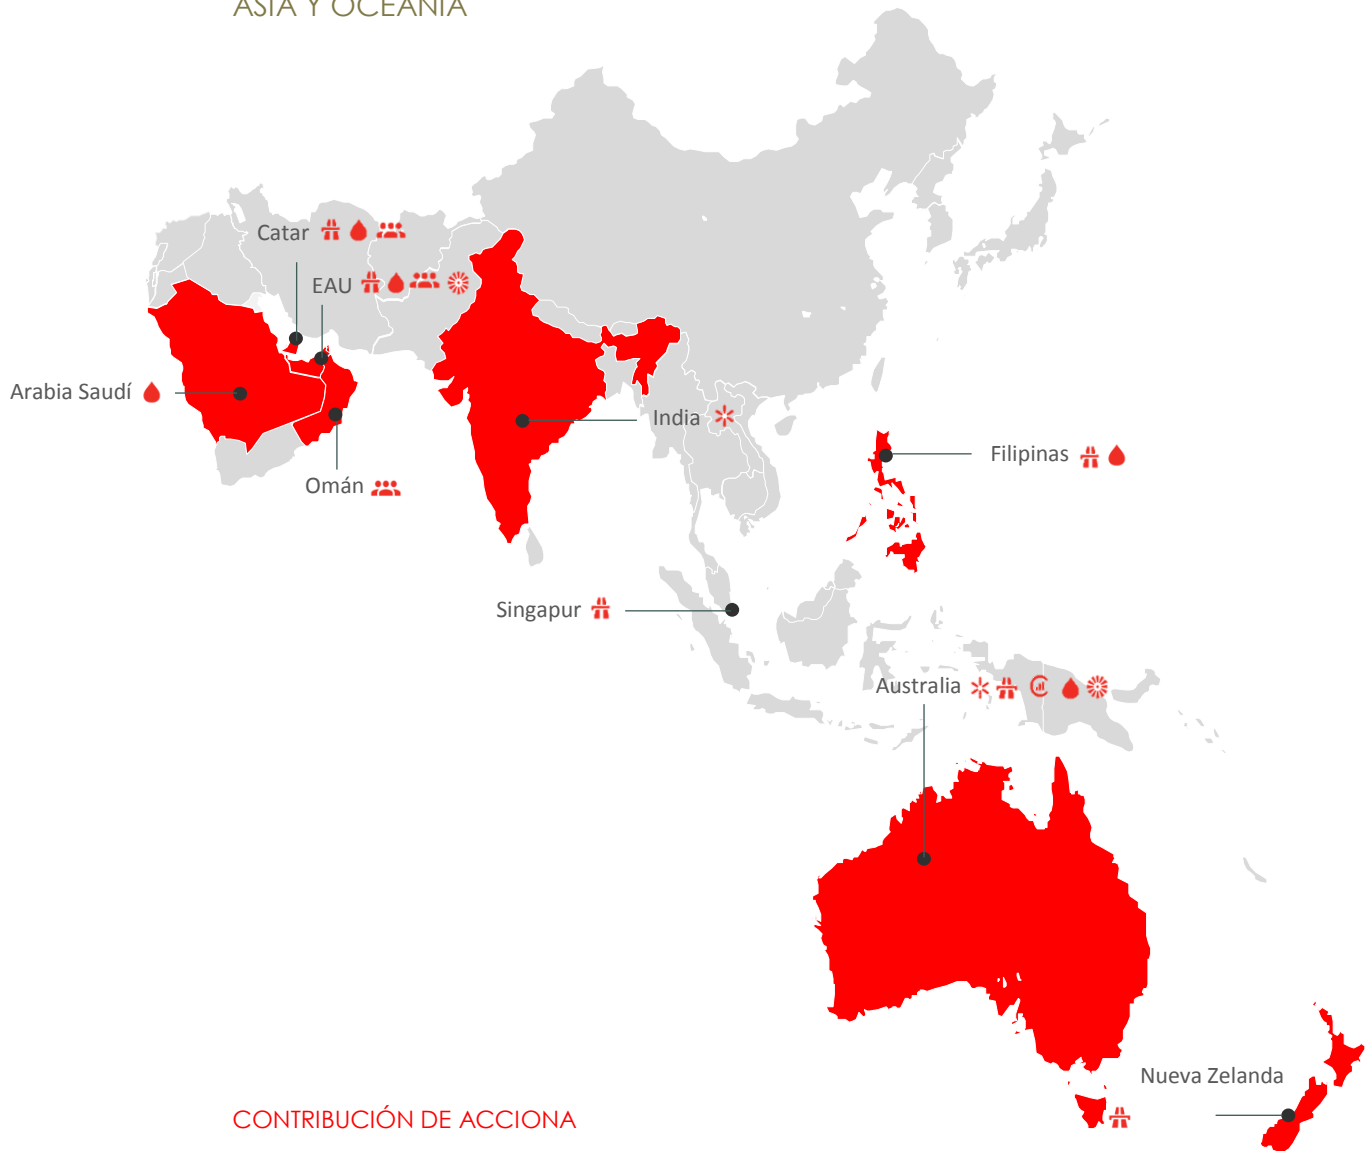 ASIA Y OCEANÍA
Catar
EAU
Arabia Saudí
India
Filipinas
Omán
Singapur
Australia
Nueva Zelanda
CONTRIBUCIÓN DE ACCIONA